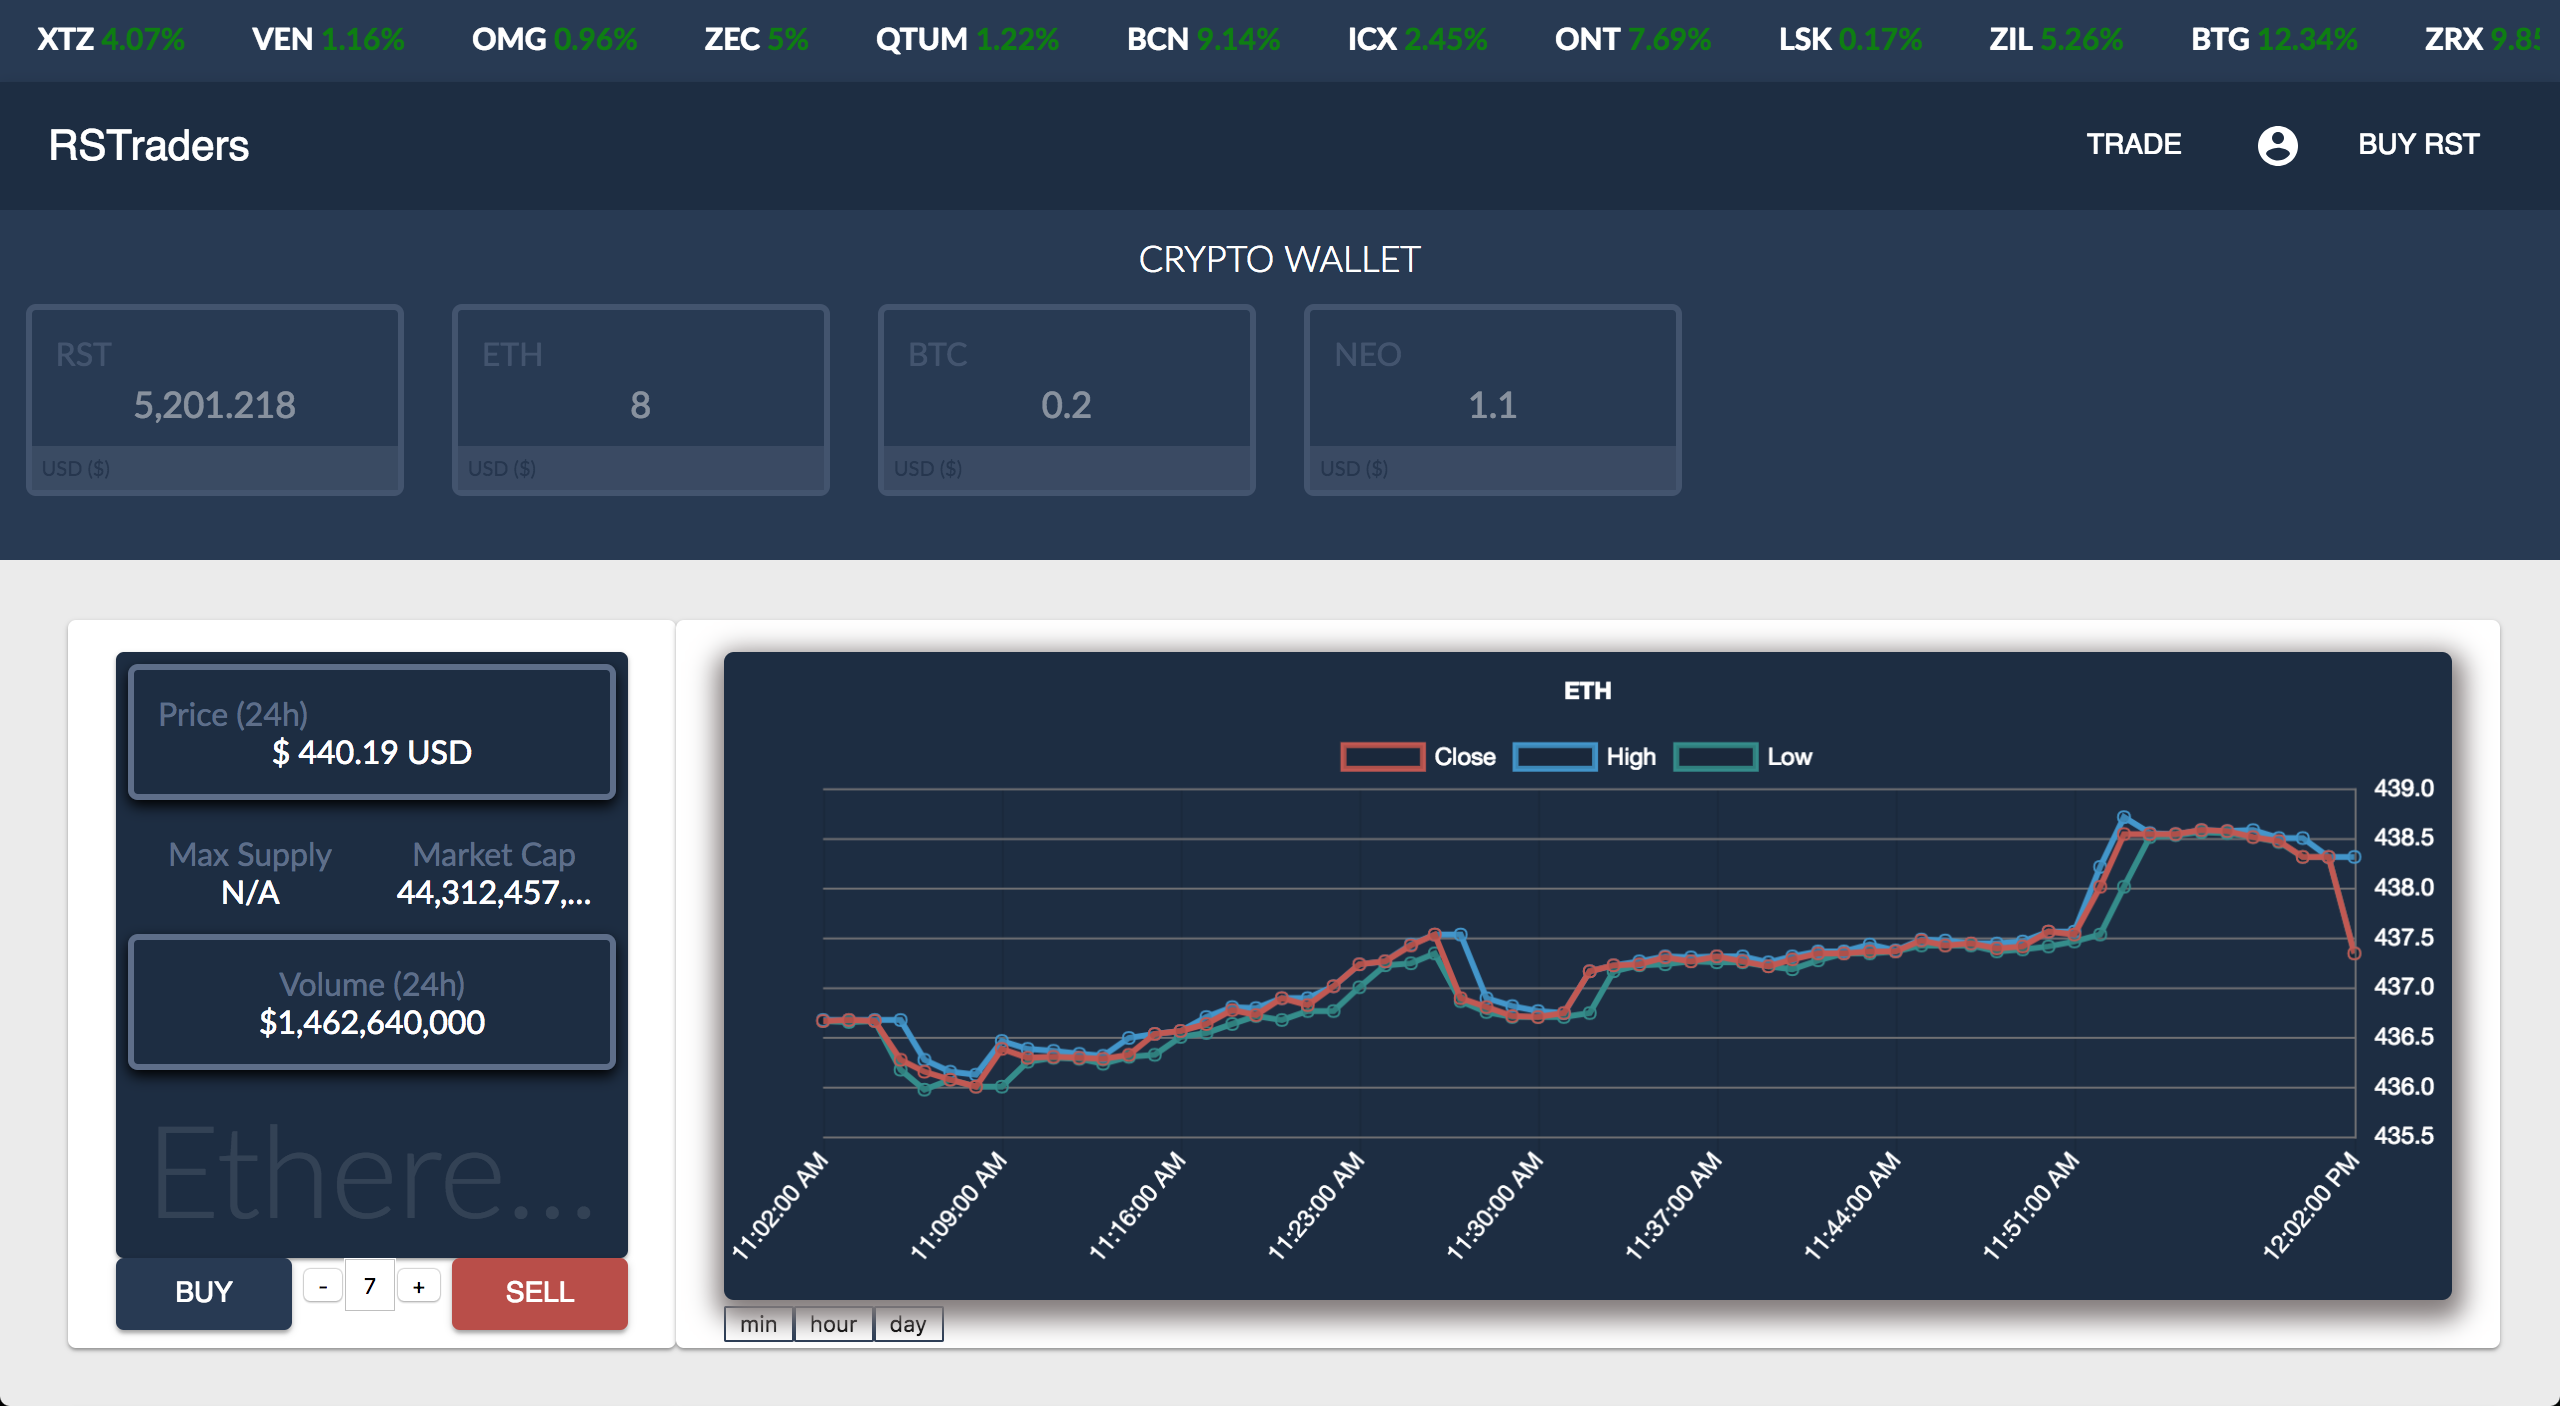 XTZ 4.07% VEN 1.16% OMG 0.96% ZEC 5% QTUM 1.22% BCN 9.14% ICX 2.45% ONT 7.69% LSK 0.17% ZIL 5.26% BTG 12.34% ZRX 9.85
RSTraders TRADE BUY RST
CRYPTO WALLET
RST ETH BTC NEO
5,201.218 8 0.2 1.1
USD ($) USD ($) USD ($) USD ($)
Price (24h)
$ 440.19 USD
Max Supply Market Cap
N/A 44,312,457,...
Volume (24h)
$1,462,640,000
Ethere...
BUY - 7 + SELL
ETH
Close High Low
439.0
438.5
438.0
437.5
437.0
436.5
436.0
435.5
11:02:00 AM 11:09:00 AM 11:16:00 AM 11:23:00 AM 11:30:00 AM 11:37:00 AM 11:44:00 AM 11:51:00 AM 12:02:00 PM
min hour day